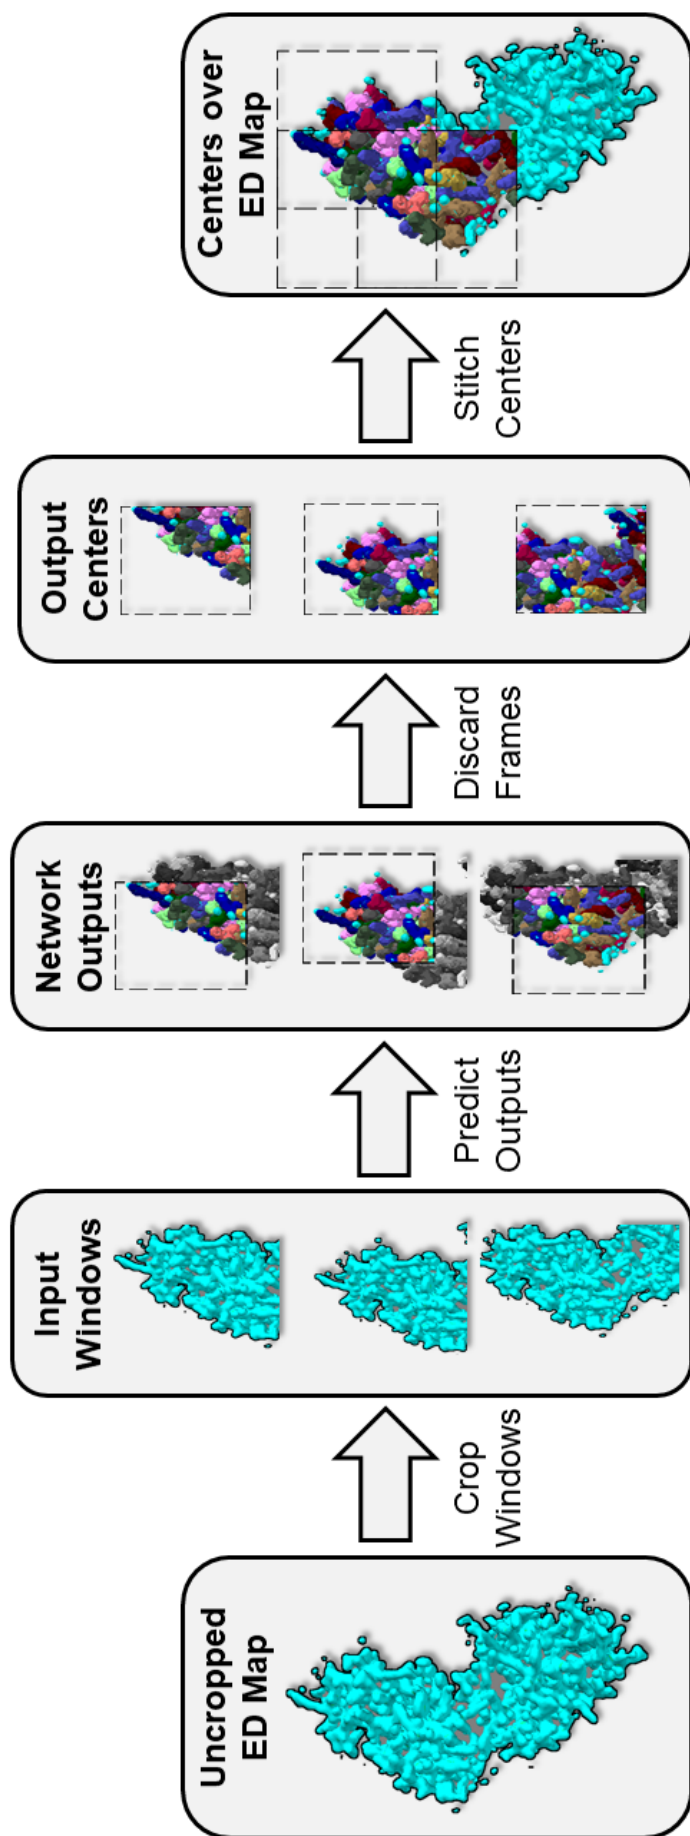 Uncropped
ED Map
Crop
Windows
Input
Windows
Predict
Outputs
Network
Outputs
Discard
Frames
Output
Centers
Stitch
Centers
Centers over
ED Map